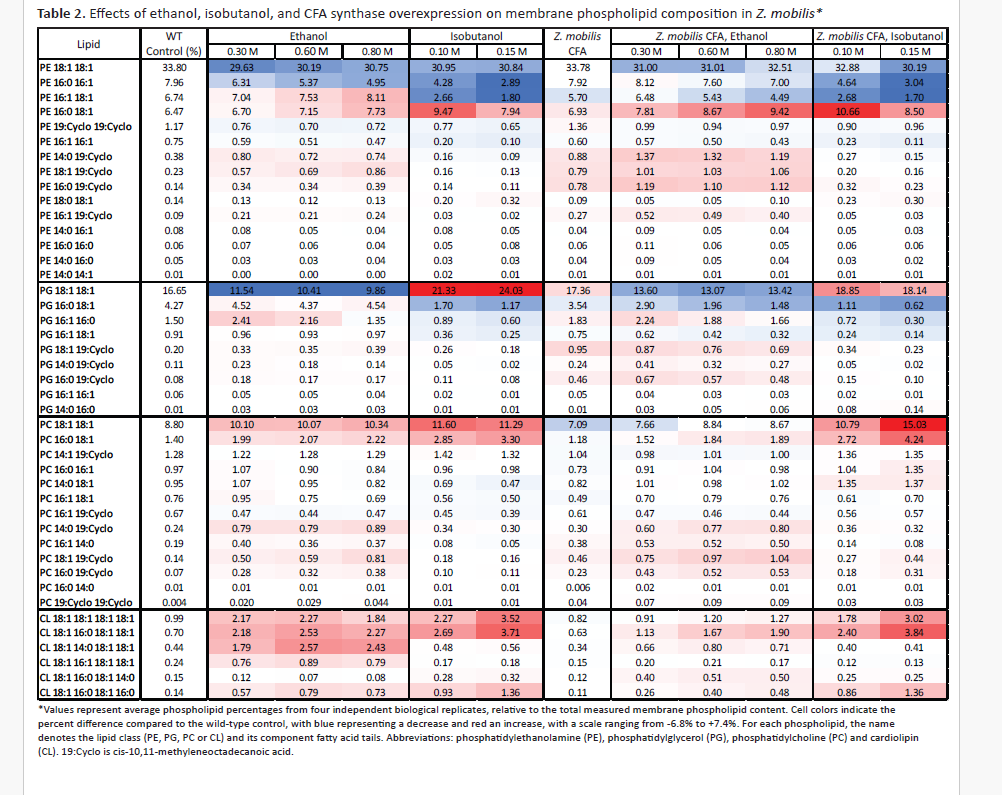 Table 2. Effects of ethanol, isobutanol, and CFA synthase overexpression on membrane phospholipid composition in Z. mobilis*
Lipid WT Control (%) Ethanol Isobutanol Z. mobilis CFA Z. mobilis CFA, Ethanol Z. mobilis CFA, Isobutanol
0.30 M 0.60 M 0.80 M 0.10 M 0.15 M 0.30 M 0.60 M 0.80 M 0.10 M 0.15 M
PE 18:1 18:1 33.80 29.63 30.19 30.75 30.95 30.84 33.78 31.00 31.01 32.51 32.88 30.19
PE 16:0 16:1 7.96 6.31 5.37 4.95 4.28 2.89 7.92 8.12 7.60 7.00 4.64 3.04
PE 16:1 18:1 6.74 7.04 7.53 8.11 2.66 1.80 5.70 6.48 5.43 4.49 2.68 1.70
PE 16:0 18:1 6.47 6.70 7.15 7.73 9.47 7.94 6.93 7.81 8.67 9.42 10.66 8.50
PE 19:Cyclo 19:Cyclo 1.17 0.76 0.70 0.72 0.77 0.65 1.36 0.99 0.94 0.97 0.90 0.96
PE 16:1 16:1 0.75 0.59 0.51 0.47 0.20 0.10 0.60 0.57 0.50 0.43 0.23 0.11
PE 14:0 19:Cyclo 0.38 0.80 0.72 0.74 0.16 0.09 0.88 1.37 1.32 1.19 0.27 0.15
PE 18:1 19:Cyclo 0.23 0.57 0.69 0.86 0.16 0.13 0.79 1.01 1.03 1.06 0.20 0.16
PE 16:0 19:Cyclo 0.14 0.34 0.34 0.39 0.14 0.11 0.78 1.19 1.10 1.12 0.32 0.23
PE 18:0 18:1 0.14 0.13 0.12 0.13 0.20 0.32 0.09 0.05 0.05 0.10 0.23 0.30
PE 16:1 19:Cyclo 0.09 0.21 0.21 0.24 0.03 0.02 0.27 0.52 0.49 0.40 0.05 0.03
PE 14:0 16:1 0.08 0.08 0.05 0.04 0.08 0.05 0.04 0.09 0.05 0.04 0.05 0.03
PE 16:0 16:0 0.06 0.07 0.06 0.04 0.05 0.08 0.06 0.11 0.06 0.05 0.06 0.06
PE 14:0 16:0 0.05 0.03 0.03 0.04 0.03 0.03 0.04 0.09 0.05 0.04 0.03 0.02
PE 14:0 14:1 0.01 0.00 0.00 0.00 0.02 0.01 0.01 0.01 0.01 0.01 0.01 0.01
PG 18:1 18:1 16.65 11.54 10.41 9.86 21.33 24.03 17.36 13.60 13.07 13.42 18.85 18.14
PG 16:0 18:1 4.27 4.52 4.37 4.54 1.70 1.17 3.54 2.90 1.96 1.48 1.11 0.62
PG 16:1 16:0 1.50 2.41 2.16 1.35 0.89 0.60 1.83 2.24 1.88 1.66 0.72 0.30
PG 16:1 18:1 0.91 0.96 0.93 0.97 0.36 0.25 0.75 0.62 0.42 0.32 0.24 0.14
PG 18:1 19:Cyclo 0.20 0.33 0.35 0.39 0.26 0.18 0.95 0.87 0.76 0.69 0.34 0.23
PG 14:0 19:Cyclo 0.11 0.23 0.18 0.14 0.05 0.02 0.24 0.41 0.32 0.27 0.05 0.02
PG 16:0 19:Cyclo 0.08 0.18 0.17 0.17 0.11 0.08 0.46 0.67 0.57 0.48 0.15 0.10
PG 16:1 16:1 0.06 0.05 0.05 0.04 0.02 0.01 0.05 0.04 0.03 0.03 0.02 0.01
PG 14:0 16:0 0.01 0.03 0.03 0.03 0.01 0.01 0.01 0.03 0.05 0.06 0.08 0.14
PC 18:1 18:1 8.80 10.10 10.07 10.34 11.60 11.29 7.09 7.66 8.84 8.67 10.79 15.03
PC 16:0 18:1 1.40 1.99 2.07 2.22 2.85 3.30 1.18 1.52 1.84 1.89 2.72 4.24
PC 14:1 19:Cyclo 1.28 1.22 1.28 1.29 1.42 1.32 1.04 0.98 1.01 1.00 1.36 1.35
PC 16:0 16:1 0.97 1.07 0.90 0.84 0.96 0.98 0.73 0.91 1.04 0.98 1.04 1.35
PC 14:0 18:1 0.95 1.07 0.95 0.82 0.69 0.47 0.82 1.01 0.98 1.02 1.35 1.37
PC 16:1 18:1 0.76 0.95 0.75 0.69 0.56 0.50 0.49 0.70 0.79 0.76 0.61 0.70
PC 16:1 19:Cyclo 0.67 0.47 0.44 0.47 0.45 0.39 0.61 0.47 0.46 0.44 0.56 0.57
PC 14:0 19:Cyclo 0.24 0.79 0.79 0.89 0.34 0.30 0.30 0.60 0.77 0.80 0.36 0.32
PC 16:1 14:0 0.19 0.40 0.36 0.37 0.08 0.05 0.38 0.53 0.52 0.50 0.14 0.08
PC 18:1 19:Cyclo 0.14 0.50 0.59 0.81 0.18 0.16 0.46 0.75 0.97 1.04 0.27 0.44
PC 16:0 19:Cyclo 0.07 0.28 0.32 0.38 0.10 0.11 0.23 0.43 0.52 0.53 0.18 0.31
PC 16:0 14:0 0.01 0.01 0.01 0.01 0.01 0.01 0.006 0.02 0.01 0.01 0.01 0.01
PC 19:Cyclo 19:Cyclo 0.004 0.020 0.029 0.044 0.01 0.01 0.04 0.07 0.09 0.09 0.03 0.03
CL 18:1 18:1 18:1 18:1 0.99 2.17 2.27 1.84 2.27 3.52 0.82 0.91 1.20 1.27 1.78 3.02
CL 18:1 16:0 18:1 18:1 0.70 2.18 2.53 2.27 2.69 3.71 0.63 1.13 1.67 1.90 2.40 3.84
CL 18:1 14:0 18:1 18:1 0.44 1.79 2.57 2.43 0.48 0.56 0.34 0.66 0.80 0.71 0.40 0.41
CL 18:1 16:1 18:1 18:1 0.24 0.76 0.89 0.79 0.17 0.18 0.15 0.20 0.21 0.17 0.12 0.13
CL 18:1 16:0 18:1 14:0 0.15 0.12 0.07 0.08 0.28 0.32 0.12 0.40 0.51 0.50 0.25 0.25
CL 18:1 16:0 18:1 16:0 0.14 0.57 0.79 0.73 0.93 1.36 0.11 0.26 0.40 0.48 0.86 1.36
*Values represent average phospholipid percentages from four independent biological replicates, relative to the total measured membrane phospholipid content. Cell colors indicate the
percent difference compared to the wild-type control, with blue representing a decrease and red an increase, with a scale ranging from -6.8% to +7.4%. For each phospholipid, the name
denotes the lipid class (PE, PG, PC or CL) and its component fatty acid tails. Abbreviations: phosphatidylethanolamine (PE), phosphatidylglycerol (PG), phosphatidylcholine (PC) and cardiolipin
(CL). 19:Cyclo is cis-10,11-methyleneoctadecanoic acid.